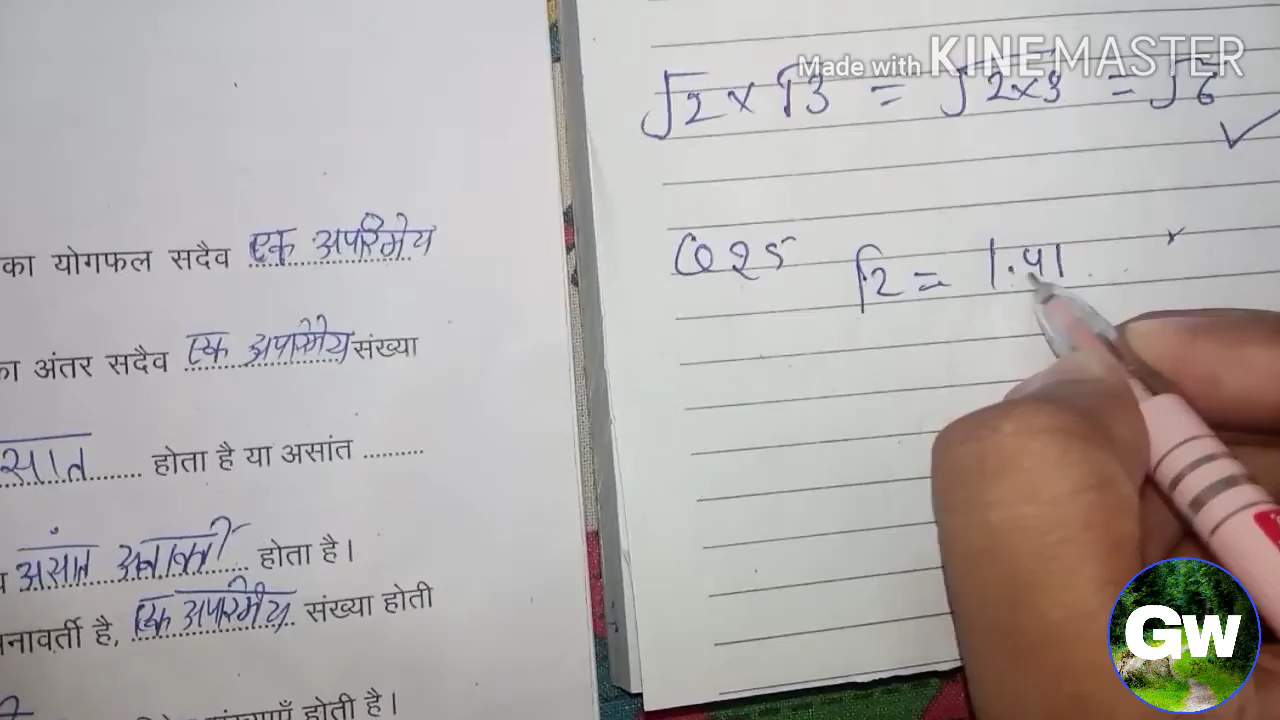 का योगफल सदैव एक अपरिमेय
का अंतर सदैव एक अपरिमेय संख्या
सांत होता है या असांत ..........
असांत अनावर्ती होता है।
नावर्ती है, एक अपरिमेय संख्या होती
होती है।
Made with KINEMASTER
√2 × √3 = √2×3 = √6 ✓
Q 25 √2 = 1.41 . . .
GW